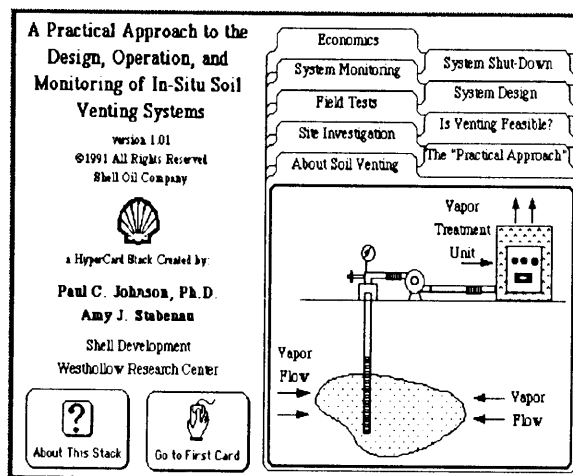 A Practical Approach to the
Design, Operation, and
Monitoring of In-Situ Soil
Venting Systems
version 1.01
©1991 All Rights Reserved
Shell Oil Company
a HyperCard Stack Created by:
Paul C. Johnson, Ph.D.
Amy J. Stabenau
Shell Development
Westhollow Research Center
?
About This Stack
Go to First Card
Economics
System Shut-Down
System Monitoring
System Design
Field Tests
Is Venting Feasible?
Site Investigation
The "Practical Approach"
About Soil Venting
Vapor
Treatment
Unit
Vapor
Flow
Vapor
Flow